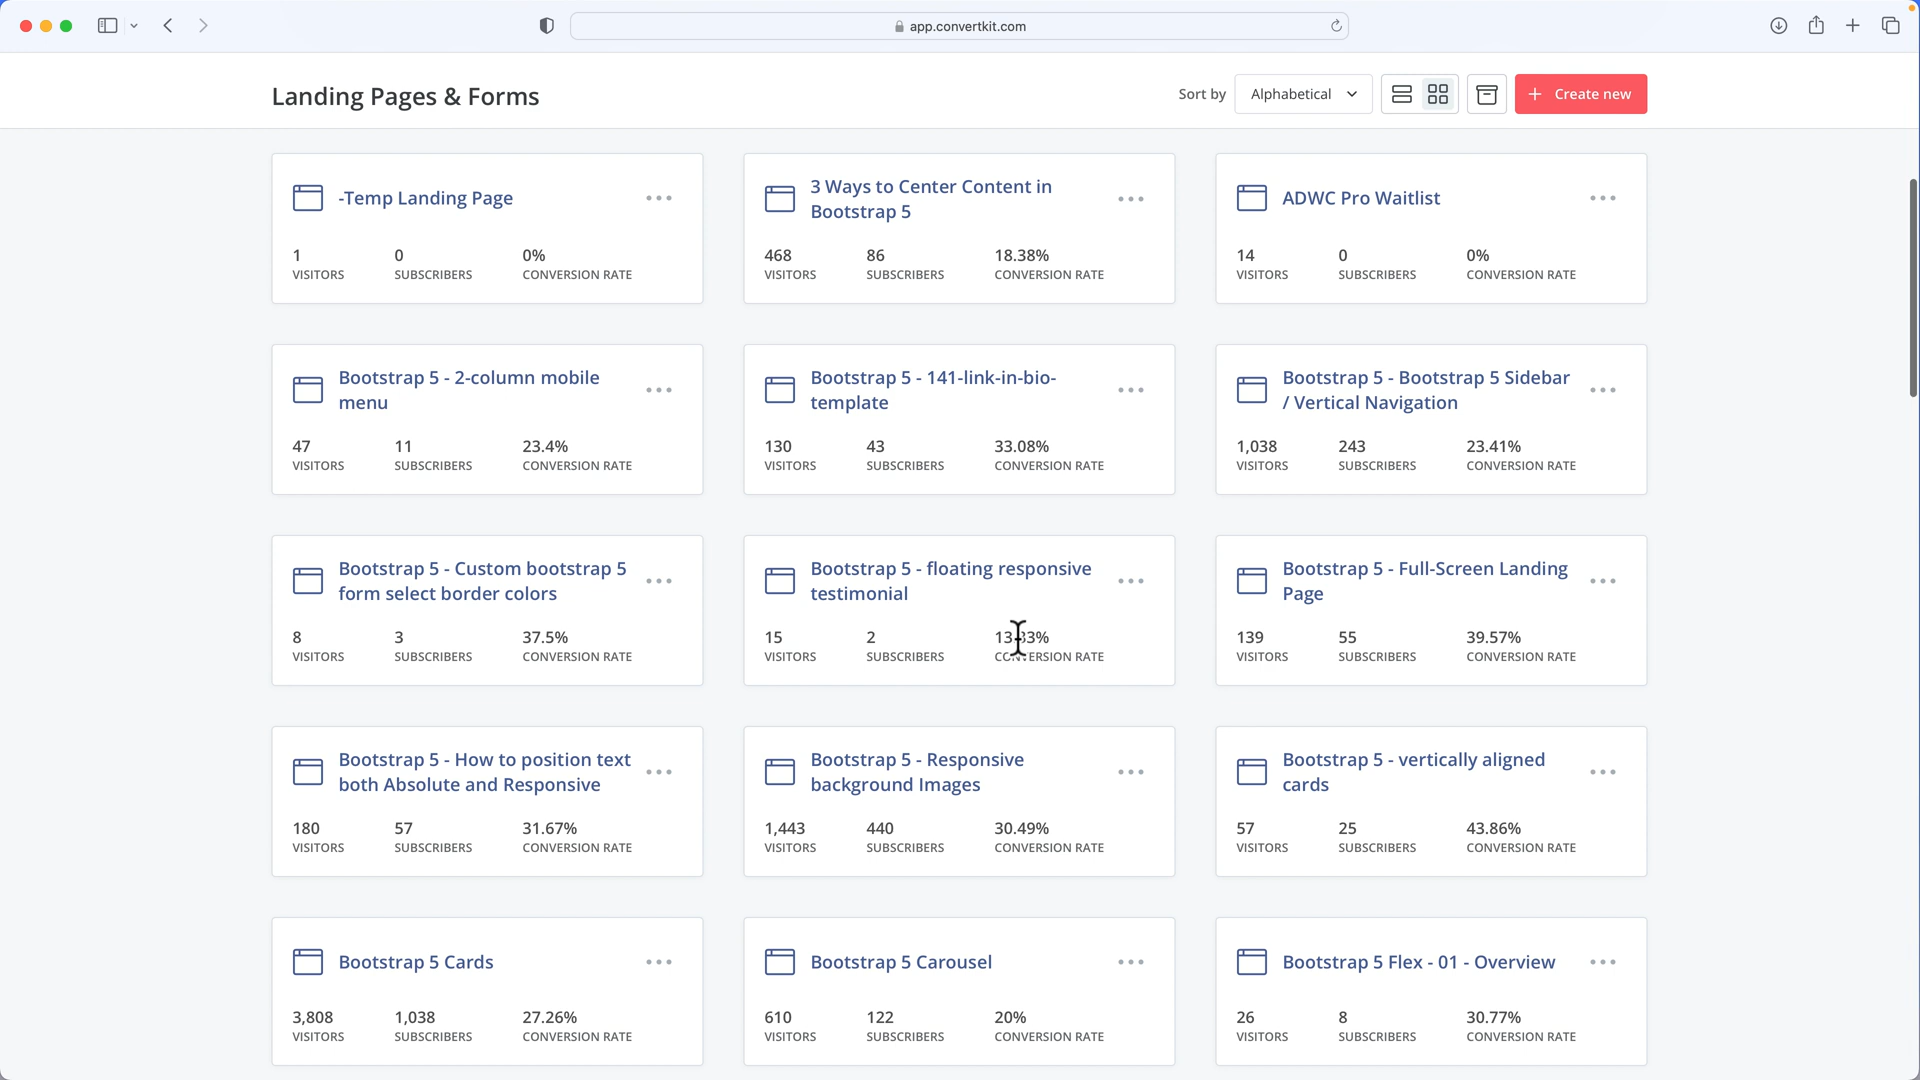 app.convertkit.com
Landing Pages & Forms
Sort by
Alphabetical
Create new
-Temp Landing Page
1
0
0%
VISITORS
SUBSCRIBERS
CONVERSION RATE
3 Ways to Center Content in
Bootstrap 5
468
86
18.38%
VISITORS
SUBSCRIBERS
CONVERSION RATE
ADWC Pro Waitlist
14
0
0%
VISITORS
SUBSCRIBERS
CONVERSION RATE
Bootstrap 5 - 2-column mobile
menu
47
11
23.4%
VISITORS
SUBSCRIBERS
CONVERSION RATE
Bootstrap 5 - 141-link-in-bio-
template
130
43
33.08%
VISITORS
SUBSCRIBERS
CONVERSION RATE
Bootstrap 5 - Bootstrap 5 Sidebar
/ Vertical Navigation
1,038
243
23.41%
VISITORS
SUBSCRIBERS
CONVERSION RATE
Bootstrap 5 - Custom bootstrap 5
form select border colors
8
3
37.5%
VISITORS
SUBSCRIBERS
CONVERSION RATE
Bootstrap 5 - floating responsive
testimonial
15
2
VISITORS
SUBSCRIBERS
CONVERSION RATE
Bootstrap 5 - Full-Screen Landing
Page
139
55
39.57%
VISITORS
SUBSCRIBERS
CONVERSION RATE
Bootstrap 5 - How to position text
both Absolute and Responsive
180
57
31.67%
VISITORS
SUBSCRIBERS
CONVERSION RATE
Bootstrap 5 - Responsive
background Images
1,443
440
30.49%
VISITORS
SUBSCRIBERS
CONVERSION RATE
Bootstrap 5 - vertically aligned
cards
57
25
43.86%
VISITORS
SUBSCRIBERS
CONVERSION RATE
Bootstrap 5 Cards
3,808
1,038
27.26%
VISITORS
SUBSCRIBERS
CONVERSION RATE
Bootstrap 5 Carousel
610
122
20%
VISITORS
SUBSCRIBERS
CONVERSION RATE
Bootstrap 5 Flex - 01 - Overview
26
8
30.77%
VISITORS
SUBSCRIBERS
CONVERSION RATE